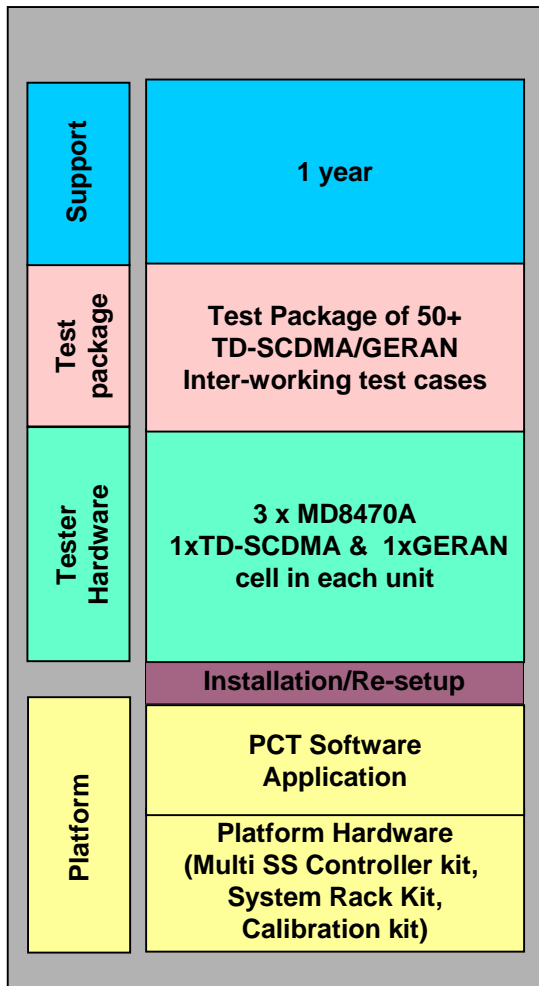 Support
1 year
Test
package
Test Package of 50+
TD-SCDMA/GERAN
Inter-working test cases
Tester
Hardware
3 x MD8470A
1xTD-SCDMA & 1xGERAN
cell in each unit
Installation/Re-setup
Platform
PCT Software
Application
Platform Hardware
(Multi SS Controller kit,
System Rack Kit,
Calibration kit)